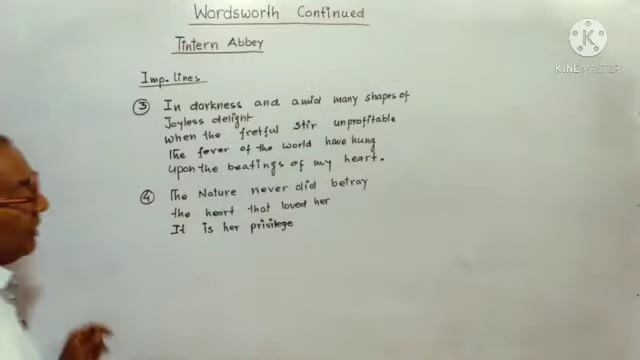 Wordsworth Continued
Tintern Abbey
Imp. lines
③ In darkness and amid many shapes of
Joyless delight
when the fretful stir unprofitable
the fever of the world have hung
upon the beatings of my heart.
④ The Nature never did betray
the heart that loved her
It is her privilege
K
KINEMASTER